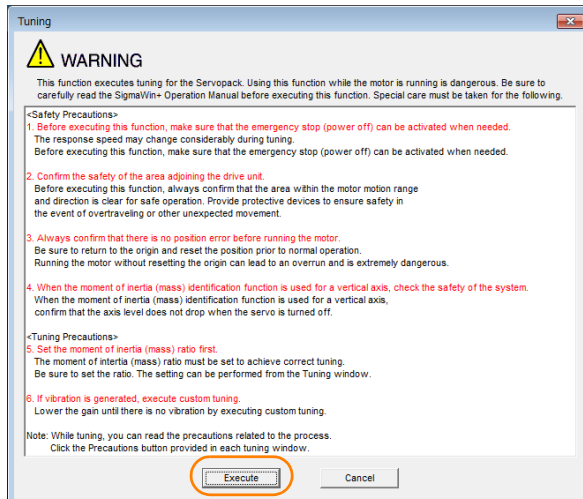 Tuning
WARNING
This function executes tuning for the Servopack. Using this function while the motor is running is dangerous. Be sure to
carefully read the SigmaWin+ Operation Manual before executing this function. Special care must be taken for the following.
<Safety Precautions>
1. Before executing this function, make sure that the emergency stop (power off) can be activated when needed.
The response speed may change considerably during tuning.
Before executing this function, make sure that the emergency stop (power off) can be activated when needed.
2. Confirm the safety of the area adjoining the drive unit.
Before executing this function, always confirm that the area within the motor motion range
and direction is clear for safe operation. Provide protective devices to ensure safety in
the event of overtraveling or other unexpected movement.
3. Always confirm that there is no position error before running the motor.
Be sure to return to the origin and reset the position prior to normal operation.
Running the motor without resetting the origin can lead to an overrun and is extremely dangerous.
4. When the moment of inertia (mass) identification function is used for a vertical axis, check the safety of the system.
When the moment of inertia (mass) identification function is used for a vertical axis,
confirm that the axis level does not drop when the servo is turned off.
<Tuning Precautions>
5. Set the moment of inertia (mass) ratio first.
The moment of intertia (mass) ratio must be set to achieve correct tuning.
Be sure to set the ratio. The setting can be performed from the Tuning window.
6. If vibration is generated, execute custom tuning.
Lower the gain until there is no vibration by executing custom tuning.
Note: While tuning, you can read the precautions related to the process.
Click the Precautions button provided in each tuning window.
Execute Cancel